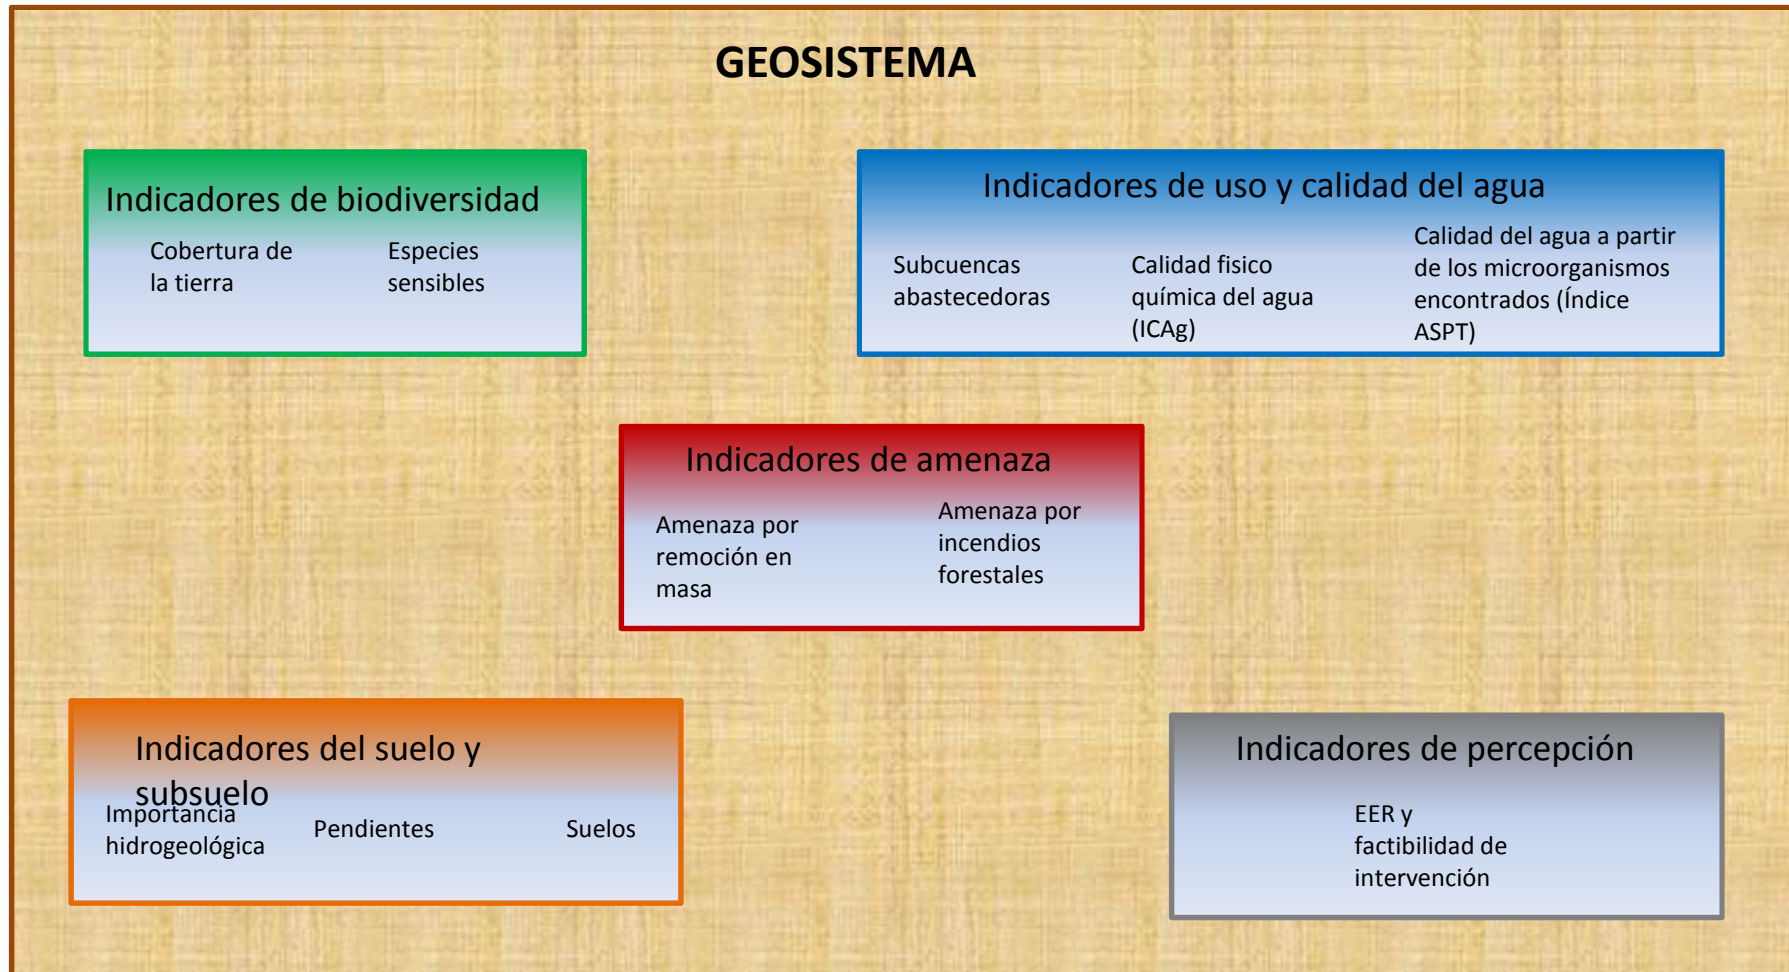 GEOSISTEMA
Indicadores de biodiversidad
Cobertura de
la tierra
Especies
sensibles
Indicadores de uso y calidad del agua
Subcuencas
abastecedoras
Calidad fisico
química del agua
(ICAg)
Calidad del agua a partir
de los microorganismos
encontrados (Índice
ASPT)
Indicadores de amenaza
Amenaza por
remoción en
masa
Amenaza por
incendios
forestales
Indicadores del suelo y
subsuelo
Importancia
hidrogeológica
Pendientes
Suelos
Indicadores de percepción
EER y
factibilidad de
intervención